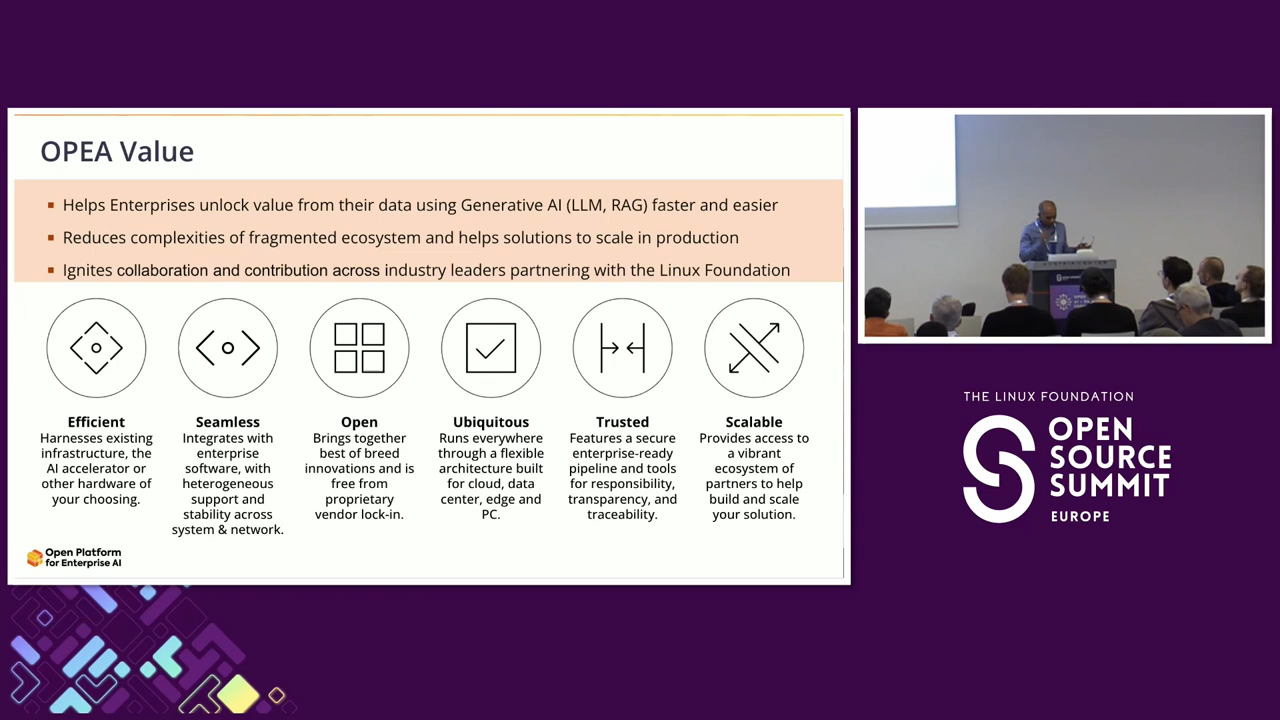 OPEA Value
▪ Helps Enterprises unlock value from their data using Generative AI (LLM, RAG) faster and easier
▪ Reduces complexities of fragmented ecosystem and helps solutions to scale in production
▪ Ignites collaboration and contribution across industry leaders partnering with the Linux Foundation
Efficient
Harnesses existing
infrastructure, the
AI accelerator or
other hardware of
your choosing.
Seamless
Integrates with
enterprise
software, with
heterogeneous
support and
stability across
system & network.
Open
Brings together
best of breed
innovations and is
free from
proprietary
vendor lock-in.
Ubiquitous
Runs everywhere
through a flexible
architecture built
for cloud, data
center, edge and
PC.
Trusted
Features a secure
enterprise-ready
pipeline and tools
for responsibility,
transparency, and
traceability.
Scalable
Provides access to
a vibrant
ecosystem of
partners to help
build and scale
your solution.
Open Platform
for Enterprise AI
THE LINUX FOUNDATION
OPEN
SOURCE
SUMMIT
EUROPE